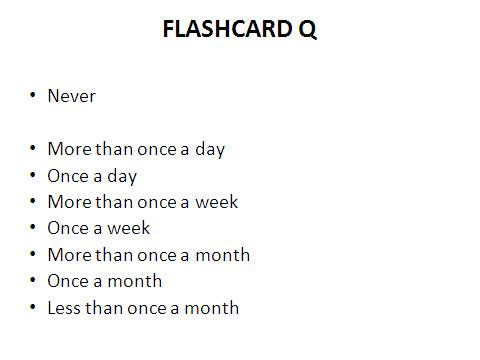 FLASHCARD Q
• Never
• More than once a day
• Once a day
• More than once a week
• Once a week
• More than once a month
• Once a month
• Less than once a month